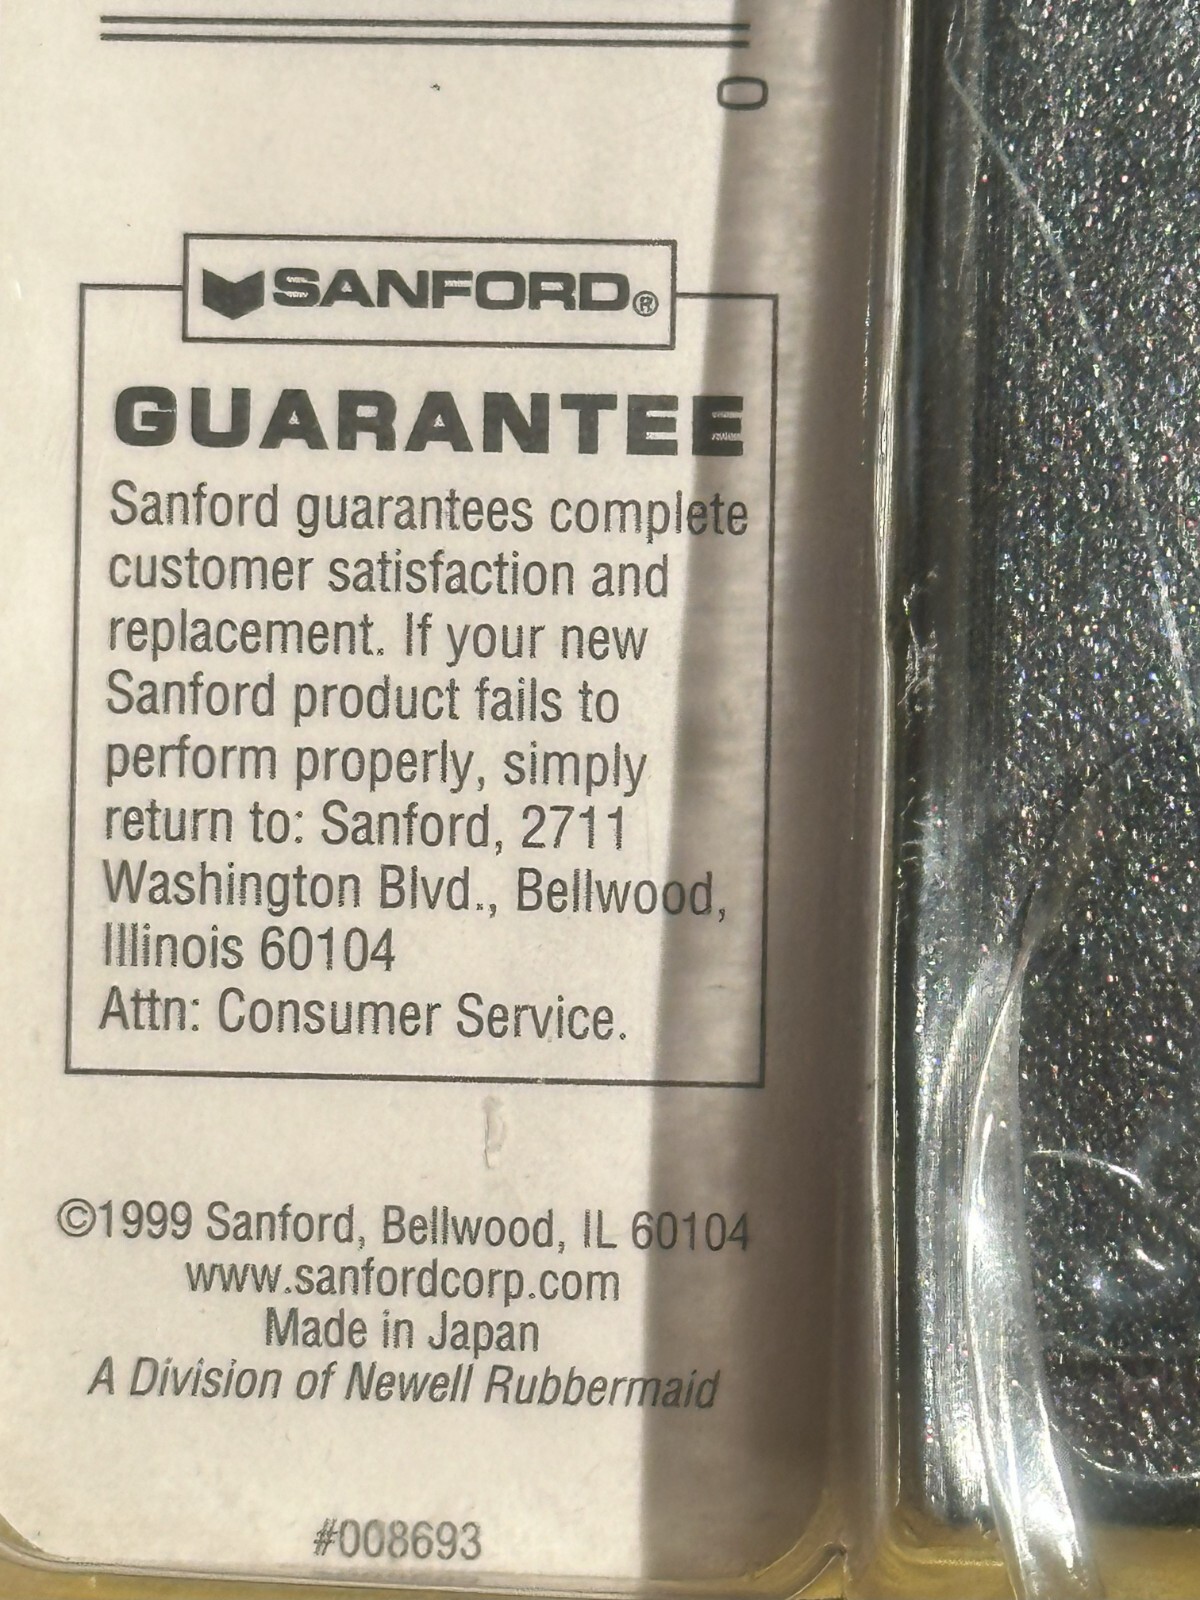 0
SANFORD®
GUARANTEE
Sanford guarantees complete
customer satisfaction and
replacement. If your new
Sanford product fails to
perform properly, simply
return to: Sanford, 2711
Washington Blvd., Bellwood,
Illinois 60104
Attn: Consumer Service.
©1999 Sanford, Bellwood, IL 60104
www.sanfordcorp.com
Made in Japan
A Division of Newell Rubbermaid
#008693